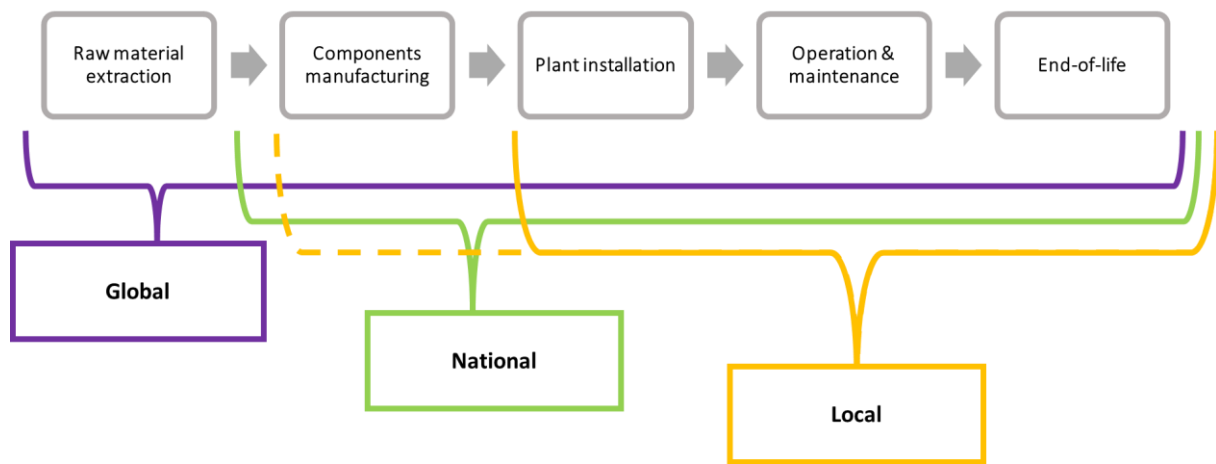 Raw material
extraction
Components
manufacturing
Plant installation
Operation &
maintenance
End-of-life
Global
National
Local